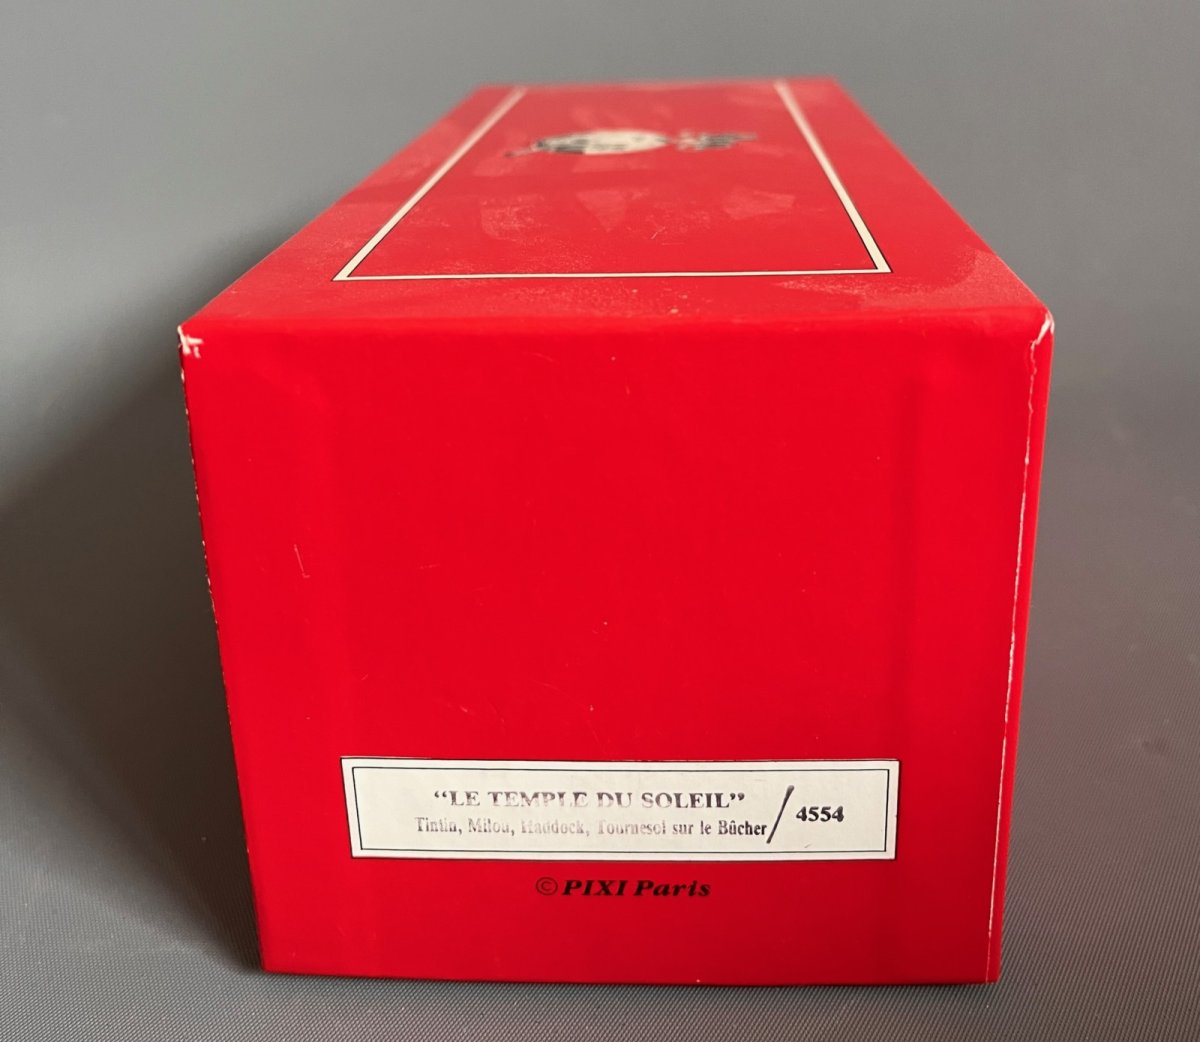 “LE TEMPLE DU SOLEIL”
Tintin, Milou, Haddock, Tournesol sur le Bûcher / 4554
© PIXI Paris